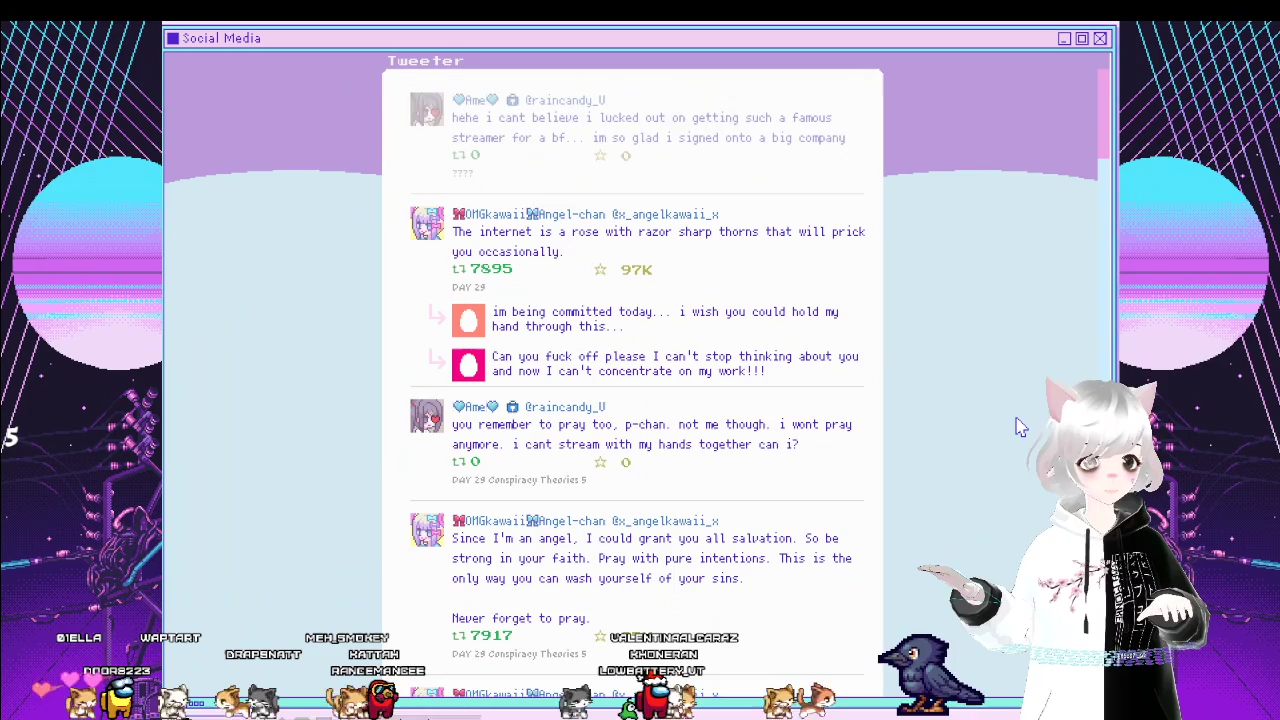 Social Media
Tweeter
Ame @raincandy_U
hehe i cant believe i lucked out on getting such a famous
streamer for a bf... im so glad i signed onto a big company
0 0
????
OMGkawaiiAngel-chan @x_angelkawaii_x
The internet is a rose with razor sharp thorns that will prick
you occasionally.
7895 97K
DAY 29
im being committed today... i wish you could hold my
hand through this...
Can you fuck off please I can't stop thinking about you
and now I can't concentrate on my work!!!
Ame @raincandy_U
you remember to pray too, p-chan. not me though. i wont pray
anymore. i cant stream with my hands together can i?
0 0
DAY 29 Conspiracy Theories 5
5
OMGkawaiiAngel-chan @x_angelkawaii_x
Since I'm an angel, I could grant you all salvation. So be
strong in your faith. Pray with pure intentions. This is the
only way you can wash yourself of your sins.
Never forget to pray.
7917
DAY 29 Conspiracy Theories 5
01ELLA WAPTART MEH_SMOKEY VALENTINAALCARAZ
DRAPSNATT KATTAH KHONERAN